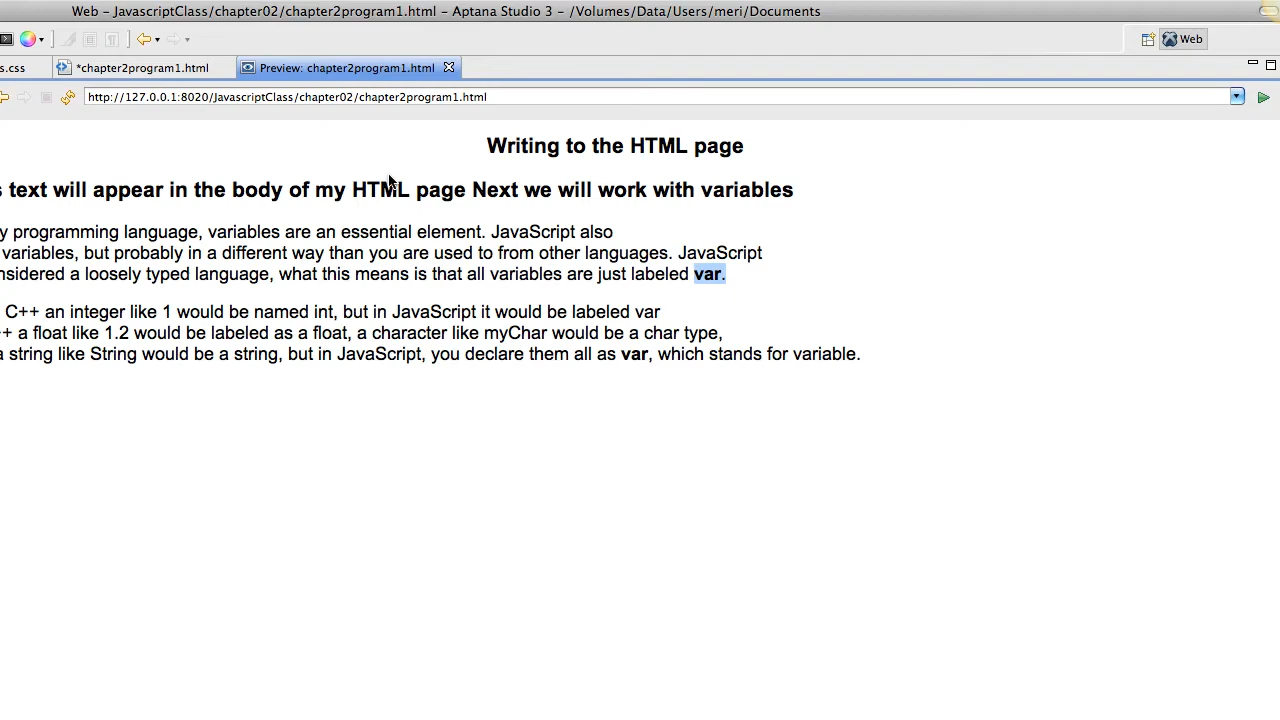 Web - JavascriptClass/chapter02/chapter2program1.html - Aptana Studio 3 - /Volumes/Data/Users/meri/Documents
Web
s.css *chapter2program1.html Preview: chapter2program1.html
http://127.0.0.1:8020/JavascriptClass/chapter02/chapter2program1.html
Writing to the HTML page
s text will appear in the body of my HTML page Next we will work with variables
y programming language, variables are an essential element. JavaScript also
variables, but probably in a different way than you are used to from other languages. JavaScript
nsidered a loosely typed language, what this means is that all variables are just labeled var.
C++ an integer like 1 would be named int, but in JavaScript it would be labeled var
+ a float like 1.2 would be labeled as a float, a character like myChar would be a char type,
a string like String would be a string, but in JavaScript, you declare them all as var, which stands for variable.